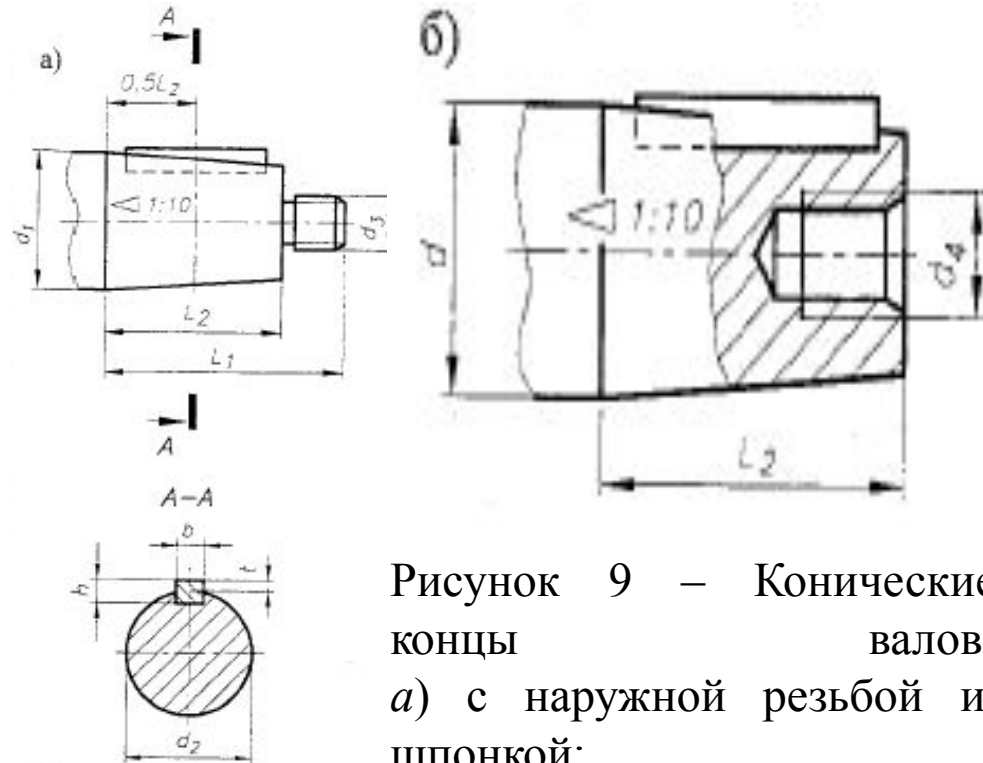 а)
A
0,5L2
d1
◁ 1:10
d3
L2
L1
A
A–A
b
h
t
d2
б)
d
◁ 1:10
d4
L2
Рисунок 9 – Конические
концы валов
а) с наружной резьбой и
шпонкой: